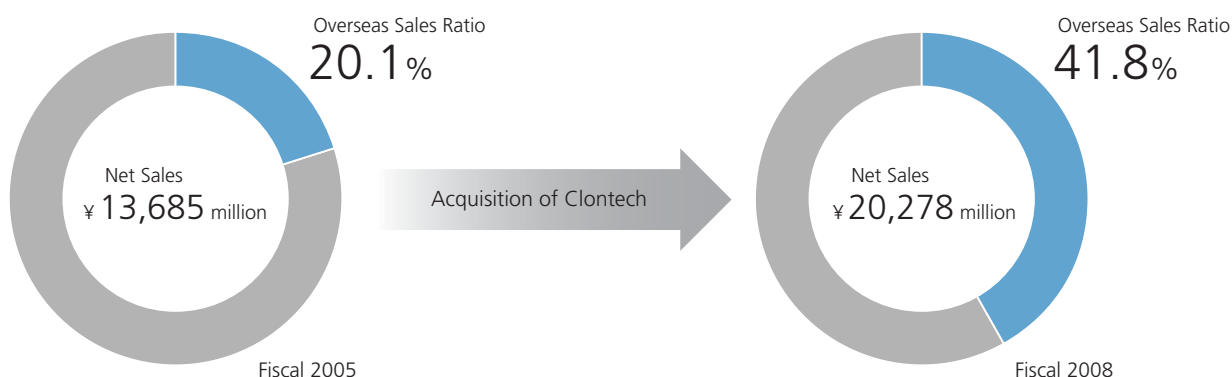 Overseas Sales Ratio
20.1%
Net Sales
¥ 13,685 million
Fiscal 2005
Acquisition of Clontech
Overseas Sales Ratio
41.8%
Net Sales
¥ 20,278 million
Fiscal 2008